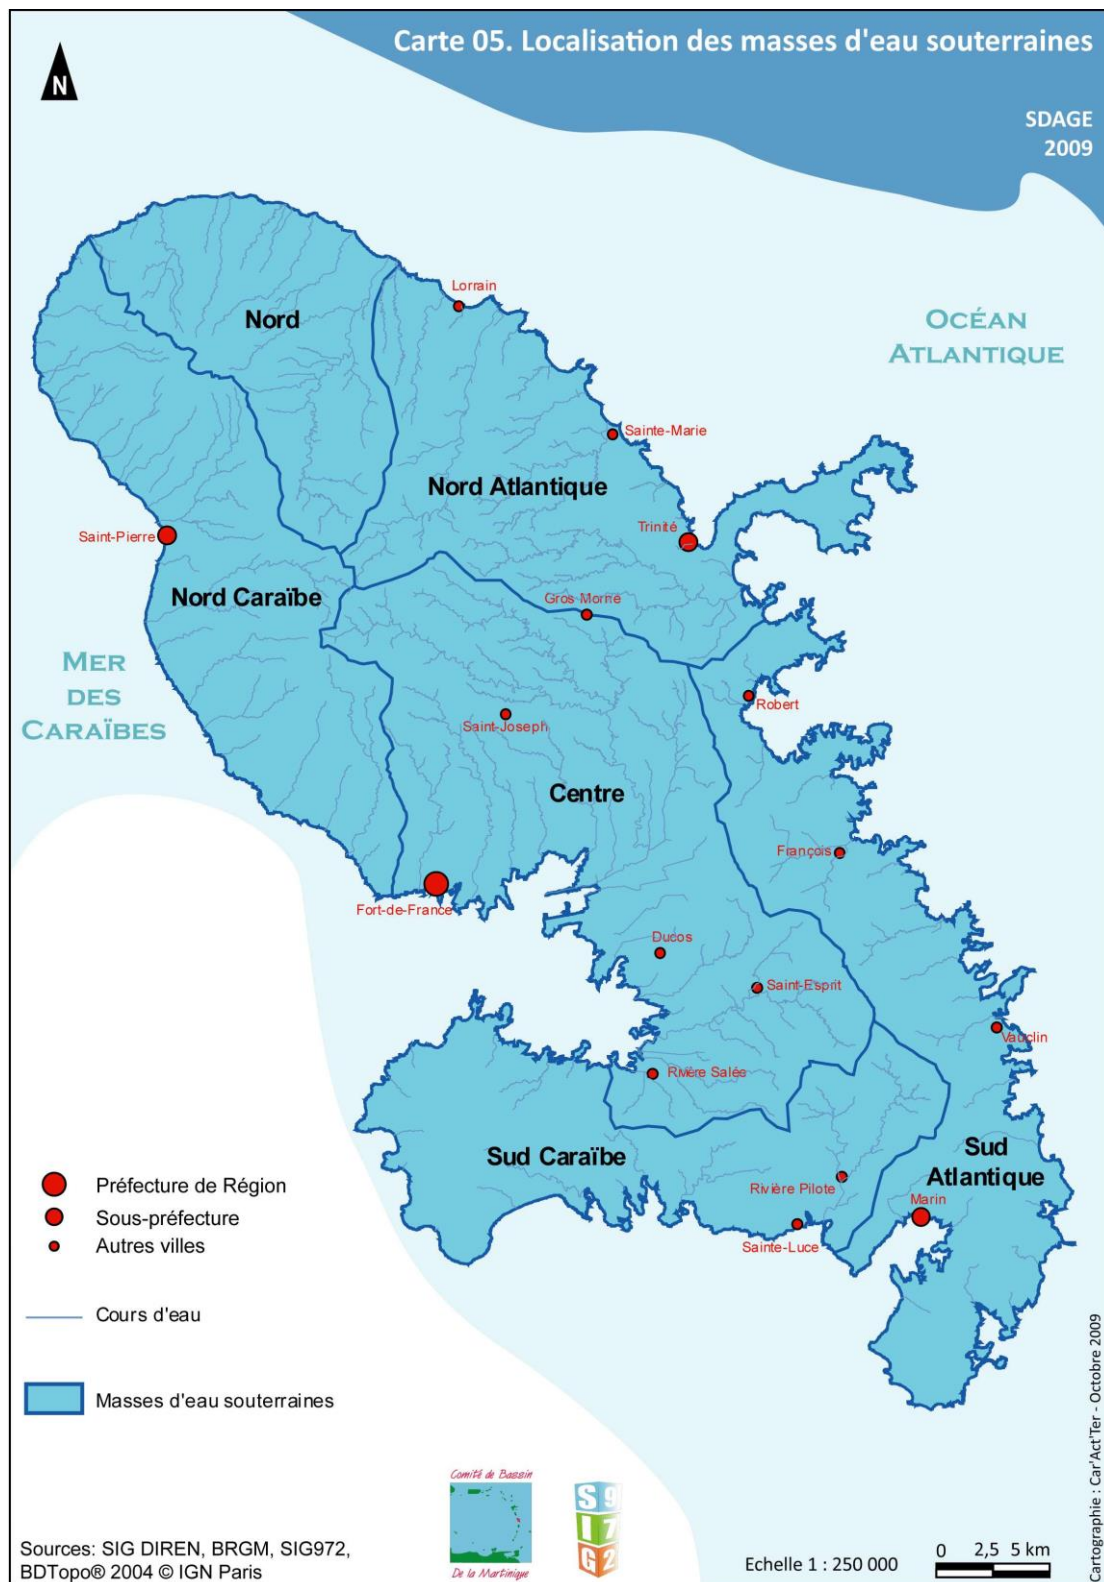 Carte 05. Localisation des masses d'eau souterraines
SDAGE
2009
N
Lorrain
Nord
OCÉAN
ATLANTIQUE
Sainte-Marie
Nord Atlantique
Trinité
Saint-Pierre
Nord Caraïbe
Gros Morne
MER
DES
CARAÏBES
Robert
Saint-Joseph
Centre
François
Fort-de-France
Ducos
Saint-Esprit
Vauclin
Rivière Salée
Sud Caraïbe
Sud
Atlantique
Rivière Pilote
Marin
Sainte-Luce
Préfecture de Région
Sous-préfecture
Autres villes
Cours d'eau
Masses d'eau souterraines
Cartographie : Car'Act'Ter - Octobre 2009
Comité de Bassin
De la Martinique
S 9
I 7
G 2
Sources: SIG DIREN, BRGM, SIG972,
BDTopo® 2004 © IGN Paris
Echelle 1 : 250 000
0 2,5 5 km